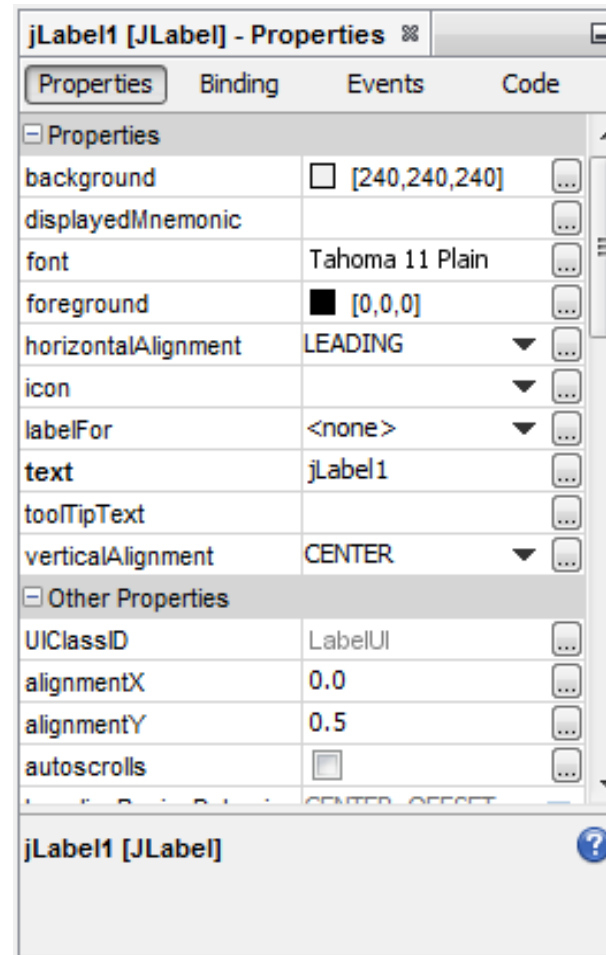 jLabel1 [JLabel] - Properties
Properties Binding Events Code
Properties
background [240,240,240] ...
displayedMnemonic ...
font Tahoma 11 Plain ...
foreground [0,0,0] ...
horizontalAlignment LEADING ...
icon ...
labelFor <none> ...
text jLabel1 ...
toolTipText ...
verticalAlignment CENTER ...
Other Properties
UIClassID LabelUI ...
alignmentX 0.0 ...
alignmentY 0.5 ...
autoscrolls ...
CENTER_OFFSET
jLabel1 [JLabel] ?